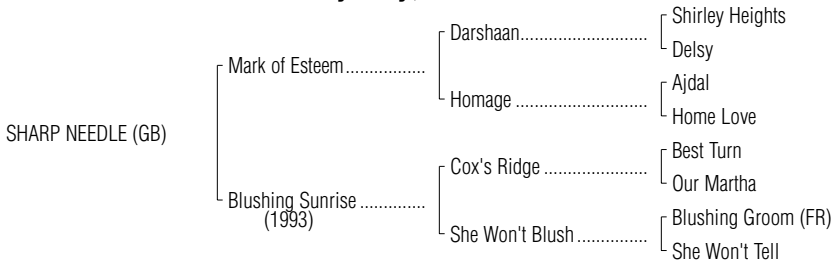 Shirley Heights
Darshaan
Delsy
Mark of Esteem
Ajdal
Homage
Home Love
SHARP NEEDLE (GB)
Best Turn
Cox's Ridge
Our Martha
Blushing Sunrise
(1993)
Blushing Groom (FR)
She Won't Blush
She Won't Tell